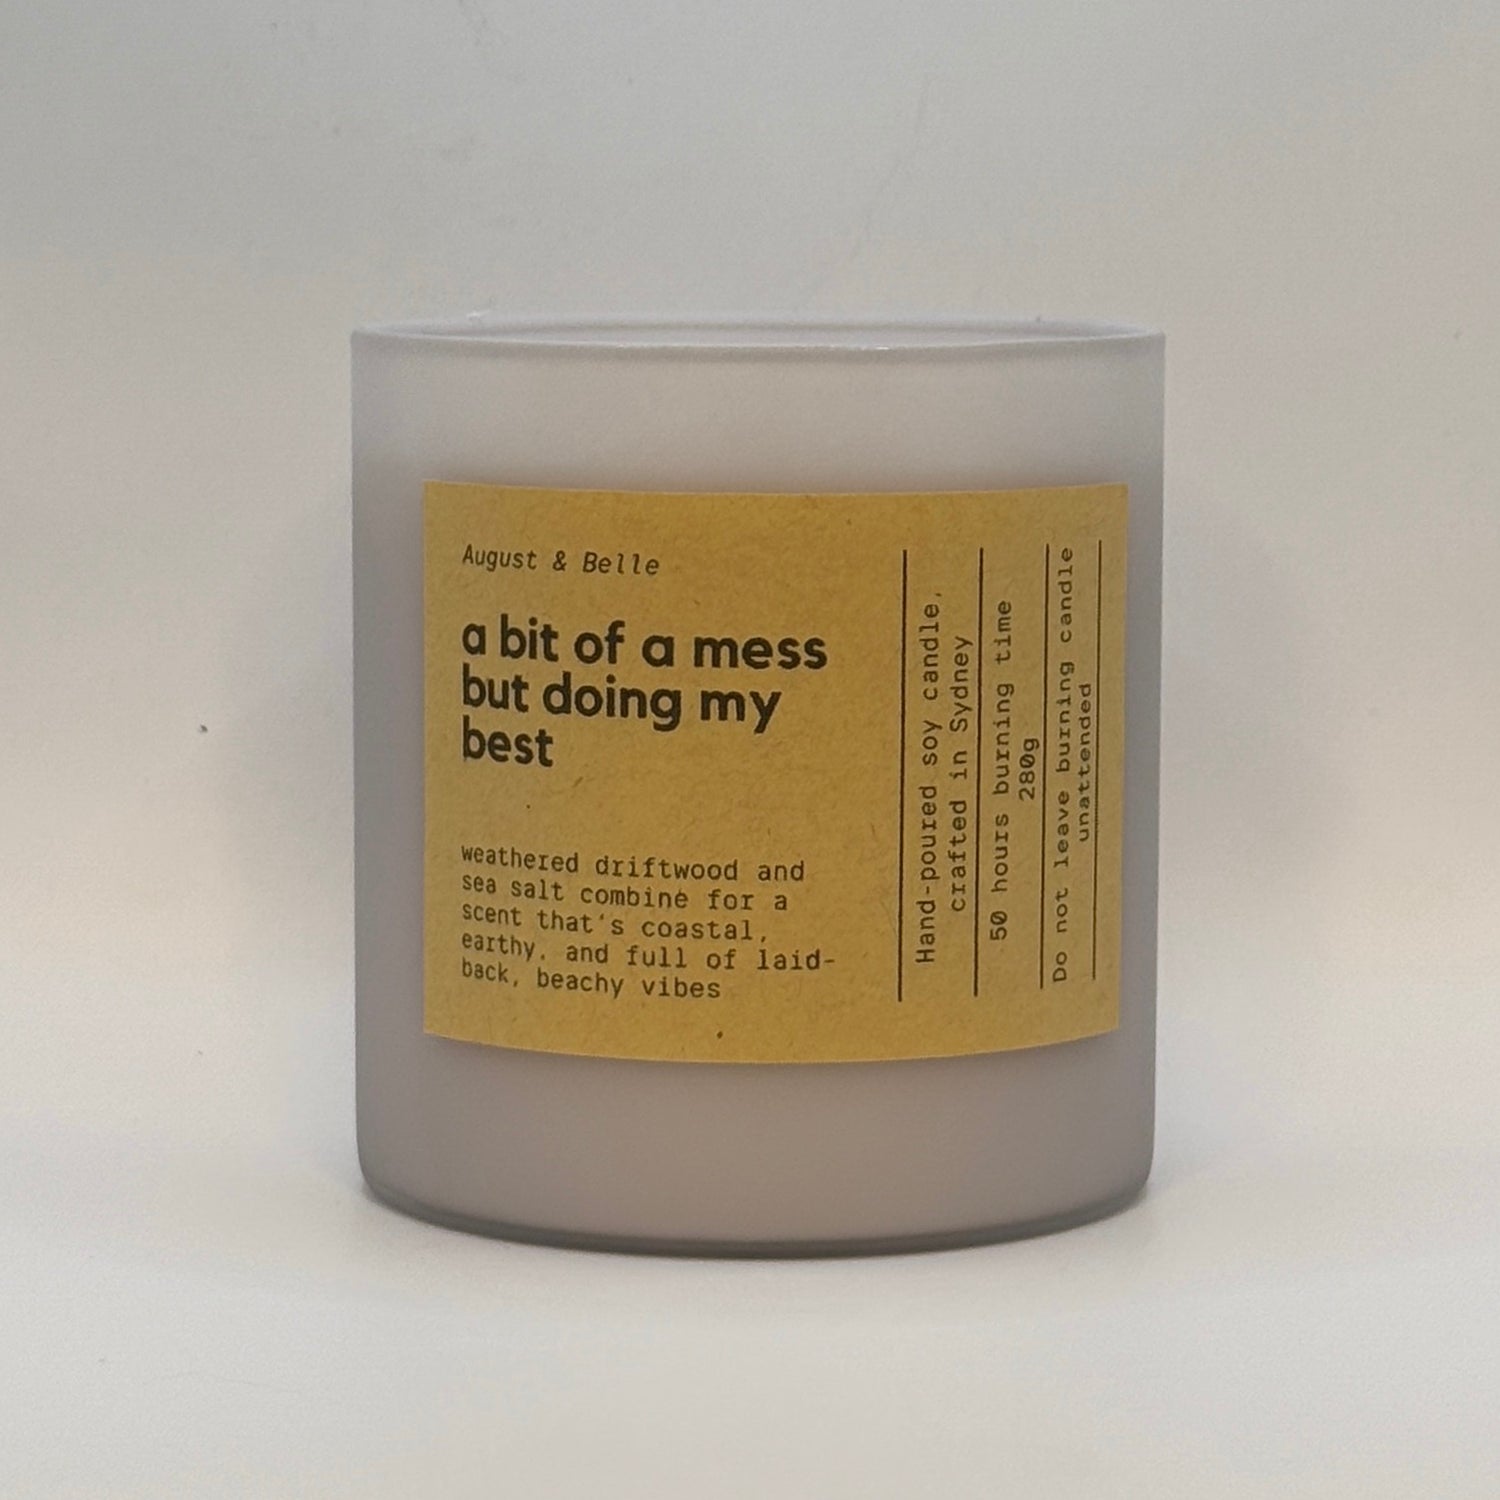 August & Belle
a bit of a mess
but doing my
best
weathered driftwood and
sea salt combine for a
scent that's coastal,
earthy, and full of laid-
back, beachy vibes
Hand-poured soy candle,
crafted in Sydney
50 hours burning time
280g
Do not leave burning candle
unattended